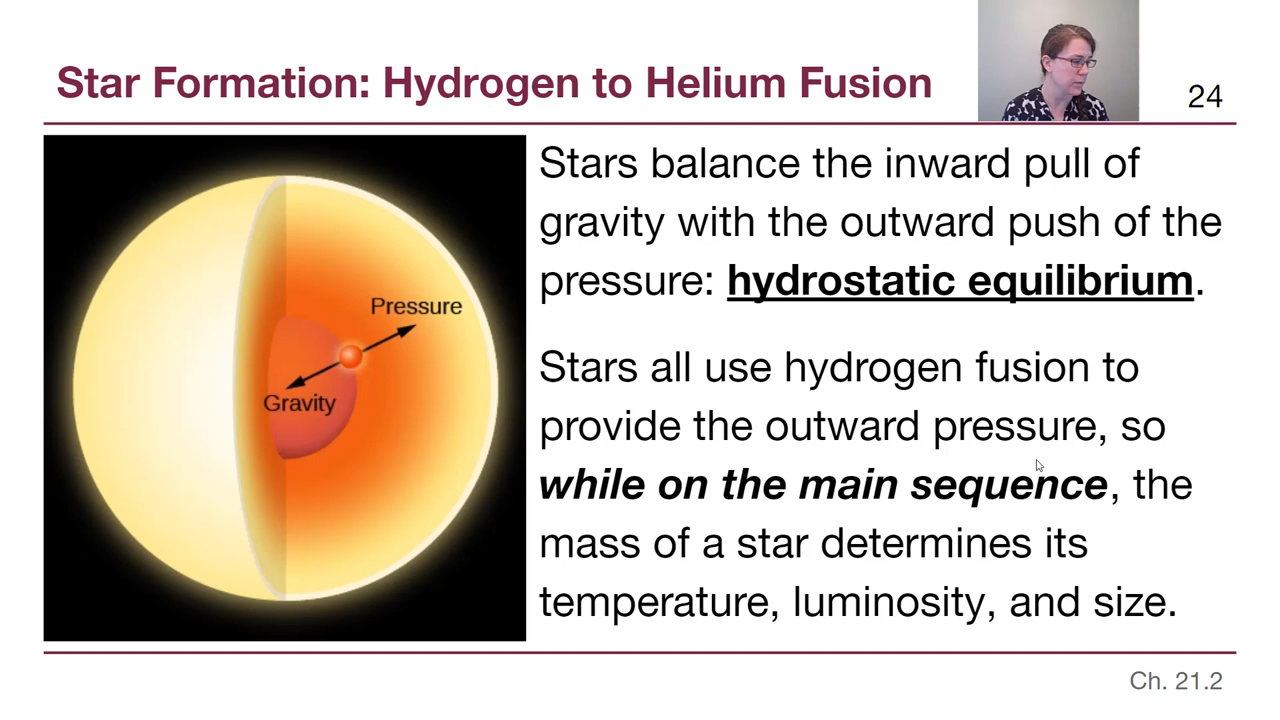 Star Formation: Hydrogen to Helium Fusion
24
Pressure
Gravity
Stars balance the inward pull of
gravity with the outward push of the
pressure: hydrostatic equilibrium.
Stars all use hydrogen fusion to
provide the outward pressure, so
while on the main sequence, the
mass of a star determines its
temperature, luminosity, and size.
Ch. 21.2